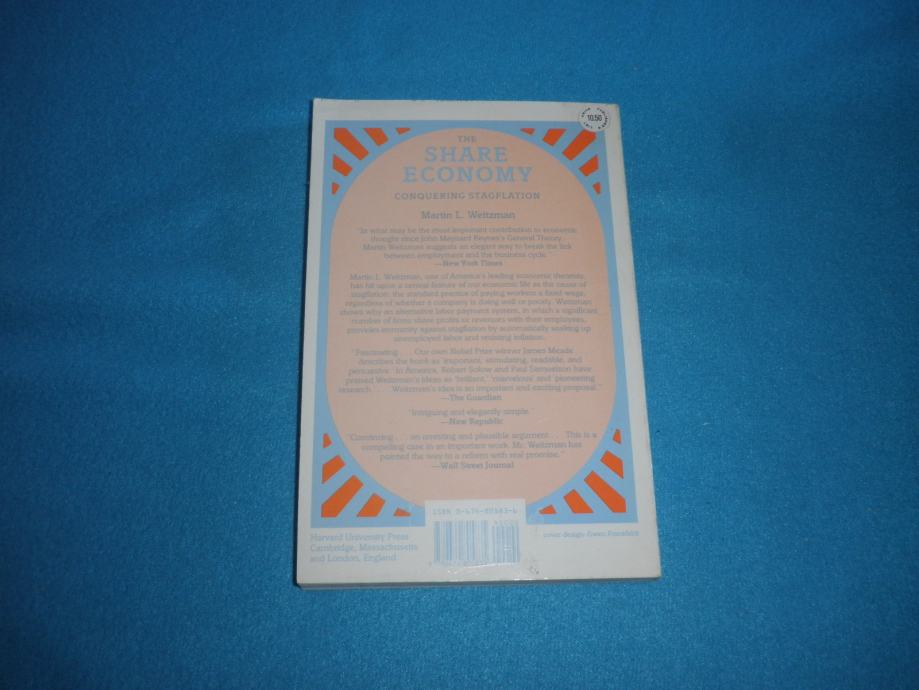 10.50
THE
SHARE
ECONOMY
CONQUERING STAGFLATION
Martin L. Weitzman
"In what may be the most important contribution to economic
thought since John Maynard Keynes's General Theory,
Martin Weitzman suggests an elegant way to break the link
between employment and the business cycle."
—New York Times
Martin L. Weitzman, one of America's leading economic theorists,
has hit upon a central feature of our economic life as the cause of
stagflation: the standard practice of paying workers a fixed wage,
regardless of whether a company is doing well or poorly. Weitzman
shows why an alternative labor payment system, in which a significant
number of firms share profits or revenues with their employees,
provides immunity against stagflation by automatically soaking up
unemployed labor and resisting inflation.
"Fascinating . . . Our own Nobel Prize winner James Meade
describes the book as 'important, stimulating, readable, and
persuasive.' In America, Robert Solow and Paul Samuelson have
praised Weitzman's ideas as 'brilliant,' 'marvelous' and 'pioneering
research.' . . . Weitzman's idea is an important and exciting proposal."
—The Guardian
"Intriguing and elegantly simple."
—New Republic
"Convincing . . . an arresting and plausible argument . . . This is a
compelling case in an important work. Mr. Weitzman has
pointed the way to a reform with real promise."
—Wall Street Journal
ISBN 0-674-80583-6
Harvard University Press
Cambridge, Massachusetts
and London, England
cover design: Gwen Frankfeldt